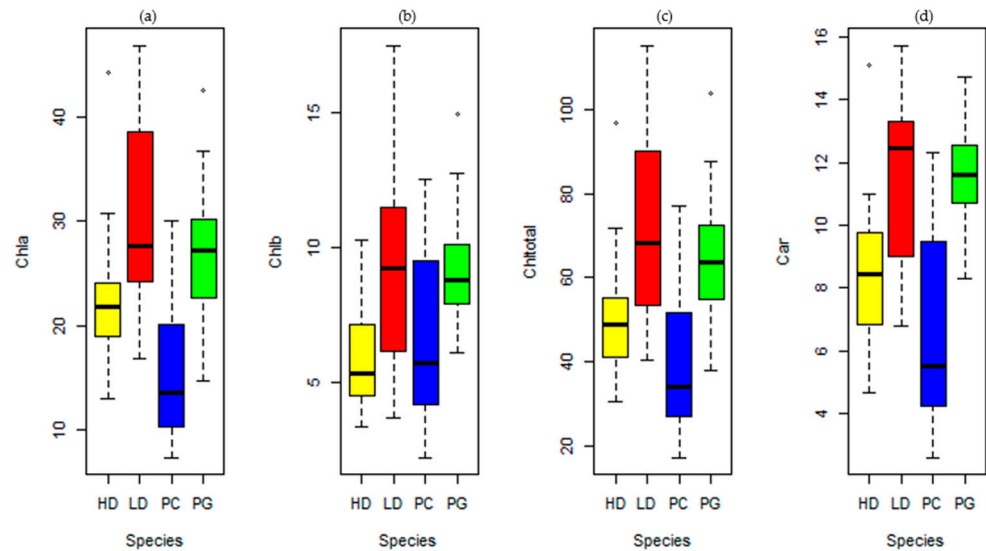 (a)
Chla
10 20 30 40
HD LD PC PG
Species
(b)
Chlb
5 10 15
HD LD PC PG
Species
(c)
Chltotal
20 40 60 80 100
HD LD PC PG
Species
(d)
Car
4 6 8 10 12 14 16
HD LD PC PG
Species